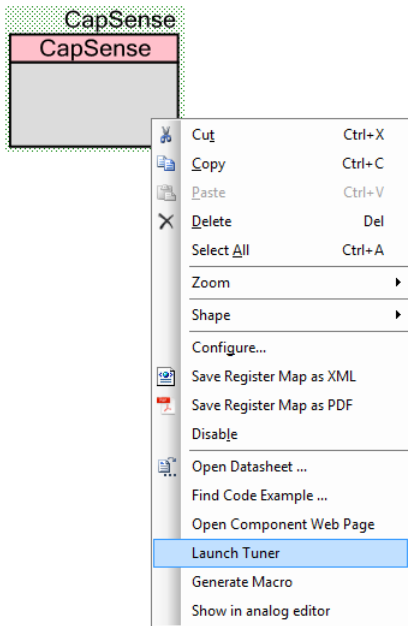 CapSense
CapSense
Cut Ctrl+X
Copy Ctrl+C
Paste Ctrl+V
Delete Del
Select All Ctrl+A
Zoom
Shape
Configure...
Save Register Map as XML
Save Register Map as PDF
Disable
Open Datasheet ...
Find Code Example ...
Open Component Web Page
Launch Tuner
Generate Macro
Show in analog editor